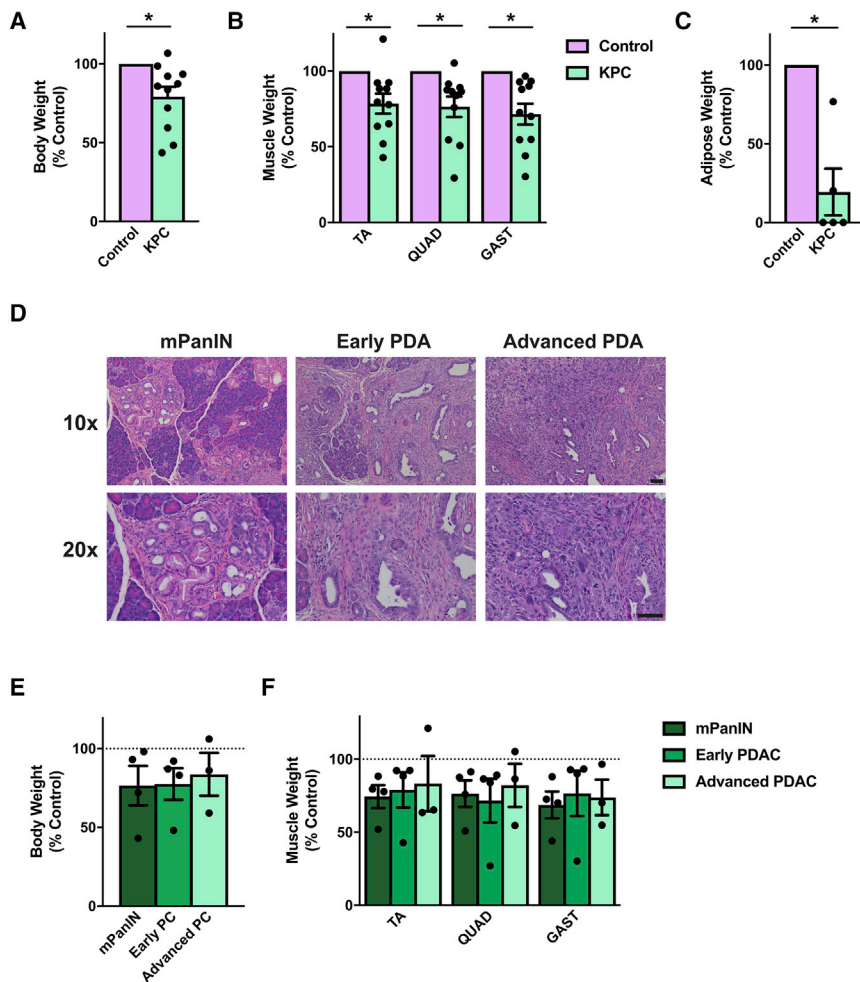 A
*
Body Weight
(% Control)
100
50
0
Control
KPC
B
*
*
*
Muscle Weight
(% Control)
100
50
0
TA
QUAD
GAST
Control
KPC
C
*
Adipose Weight
(% Control)
100
50
0
Control
KPC
D
mPanIN
Early PDA
Advanced PDA
10x
20x
E
Body Weight
(% Control)
100
50
0
mPanIN
Early PC
Advanced PC
F
Muscle Weight
(% Control)
100
50
0
TA
QUAD
GAST
mPanIN
Early PDAC
Advanced PDAC